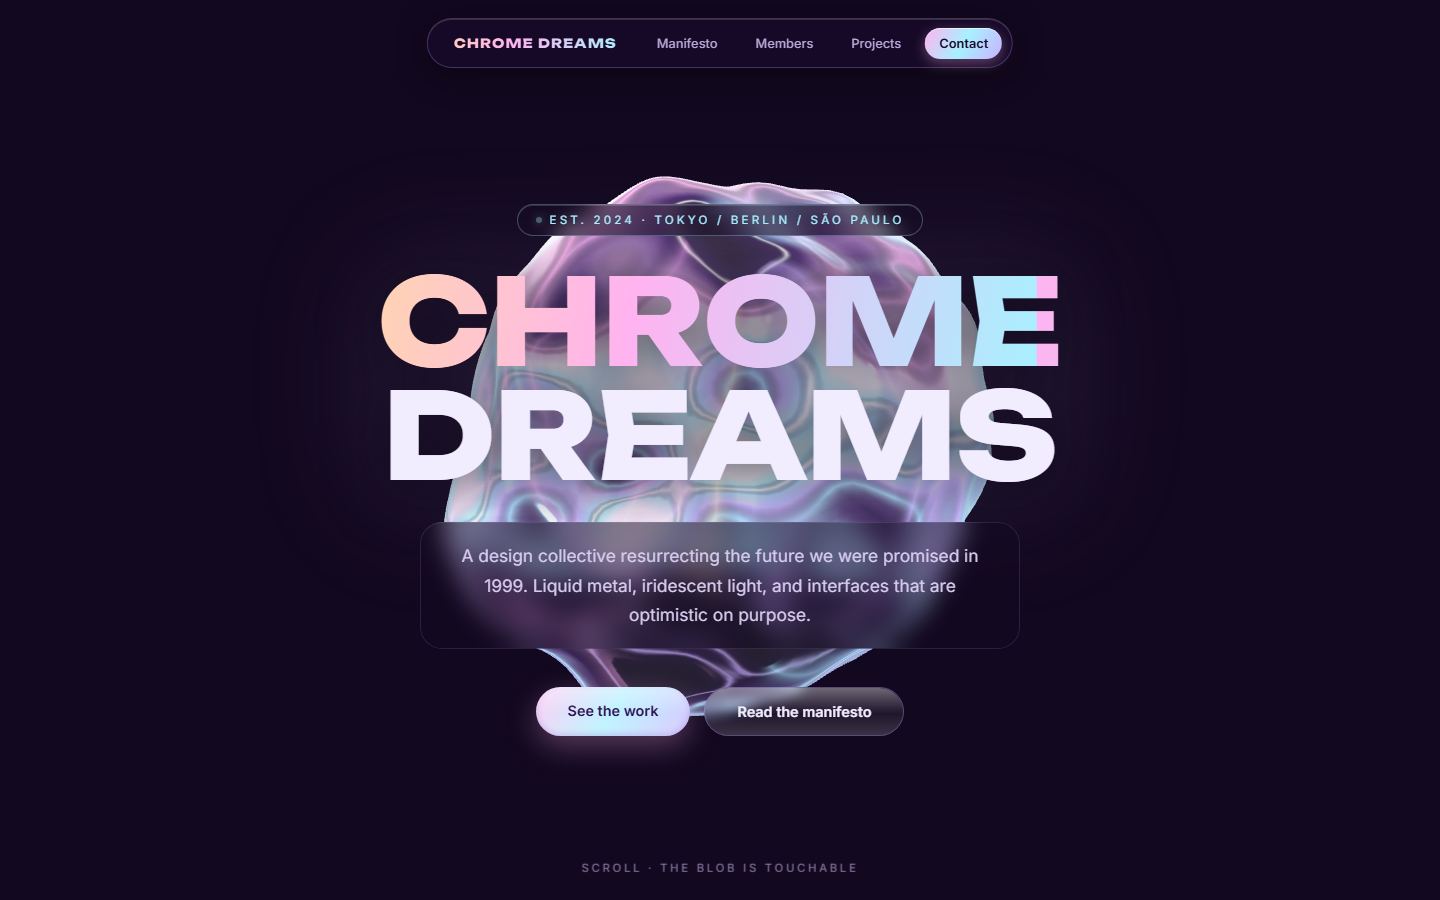 CHROME DREAMS
Manifesto
Members
Projects
Contact
EST. 2024 · TOKYO / BERLIN / SÃO PAULO
CHROME
DREAMS
A design collective resurrecting the future we were promised in
1999. Liquid metal, iridescent light, and interfaces that are
optimistic on purpose.
See the work
Read the manifesto
SCROLL · THE BLOB IS TOUCHABLE